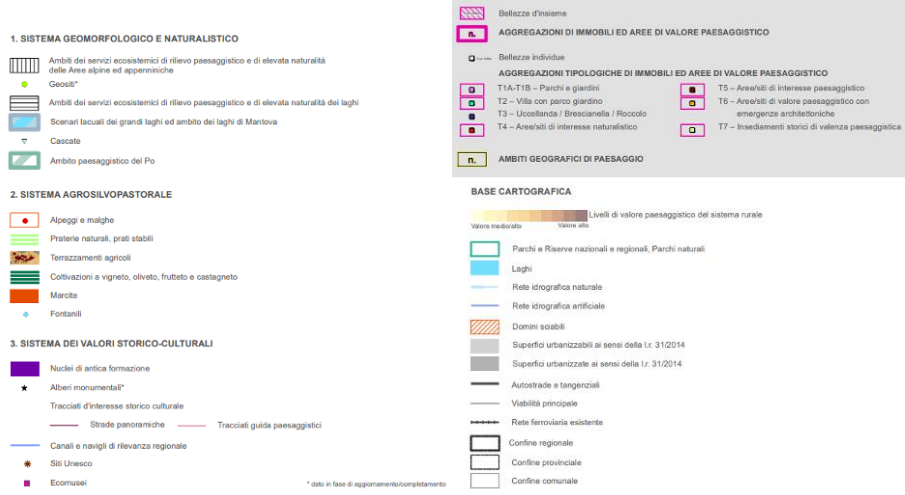 1. SISTEMA GEOMORFOLOGICO E NATURALISTICO
Ambiti dei servizi ecosistemici di rilievo paesaggistico e di elevata naturalità
delle Aree alpine ed appenniniche
Geositi*
Ambiti dei servizi ecosistemici di rilievo paesaggistico e di elevata naturalità dei laghi
Scenari lacuali dei grandi laghi ed ambito dei laghi di Mantova
Cascate
Ambito paesaggistico del Po
2. SISTEMA AGROSILVOPASTORALE
Alpeggi e malghe
Praterie naturali, prati stabili
Terrazzamenti agricoli
Coltivazioni a vigneto, oliveto, frutteto e castagneto
Marcite
Fontanili
3. SISTEMA DEI VALORI STORICO-CULTURALI
Nuclei di antica formazione
Alberi monumentali*
Tracciati d'interesse storico culturale
Strade panoramiche
Tracciati guida paesaggistici
Canali e navigli di rilevanza regionale
Siti Unesco
Ecomusei
* dato in fase di aggiornamento/completamento
Bellezze d'insieme
n. AGGREGAZIONI DI IMMOBILI ED AREE DI VALORE PAESAGGISTICO
Bellezze individue
AGGREGAZIONI TIPOLOGICHE DI IMMOBILI ED AREE DI VALORE PAESAGGISTICO
T1A-T1B – Parchi e giardini
T2 – Villa con parco giardino
T3 – Uccellanda / Brescianella / Roccolo
T4 – Aree/siti di interesse naturalistico
T5 – Aree/siti di interesse paesaggistico
T6 – Aree/siti di valore paesaggistico con
emergenze architettoniche
T7 – Insediamenti storici di valenza paesaggistica
n. AMBITI GEOGRAFICI DI PAESAGGIO
BASE CARTOGRAFICA
Livelli di valore paesaggistico del sistema rurale
Valore medio/alto
Valore alto
Parchi e Riserve nazionali e regionali, Parchi naturali
Laghi
Rete idrografica naturale
Rete idrografica artificiale
Domini sciabili
Superfici urbanizzabili ai sensi della l.r. 31/2014
Superfici urbanizzate ai sensi della l.r. 31/2014
Autostrade e tangenziali
Viabilità principale
Rete ferroviaria esistente
Confine regionale
Confine provinciale
Confine comunale